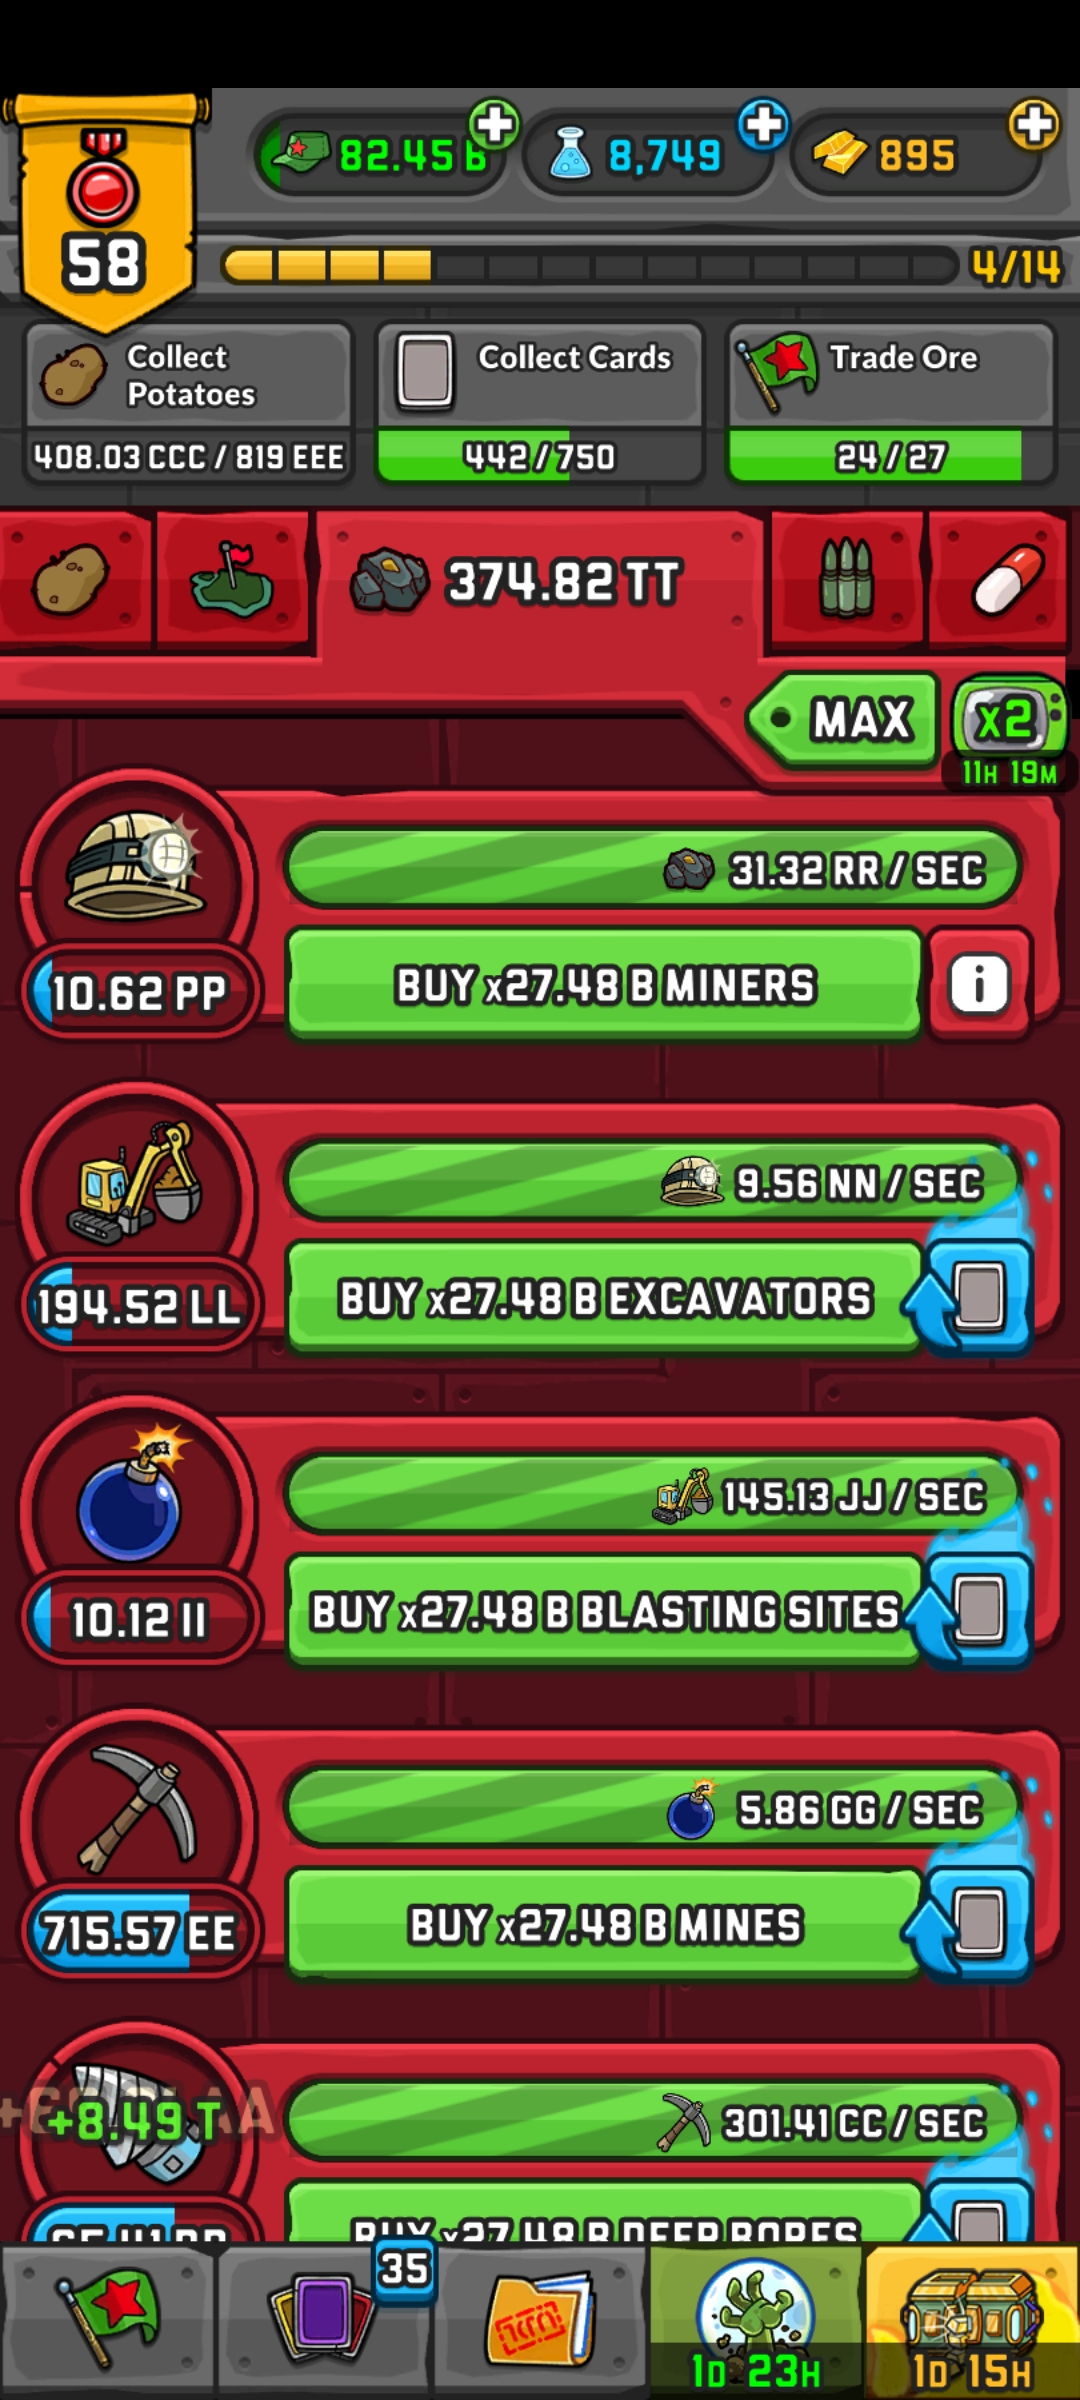 82.45 B
8,749
895
58
4/14
Collect
Potatoes
Collect Cards
Trade Ore
408.03 CCC / 819 EEE
442 / 750
24 / 27
374.82 TT
MAX
x2
11H 19M
31.32 RR / SEC
10.62 PP
BUY x27.48 B MINERS
i
9.56 NN / SEC
194.52 LL
BUY x27.48 B EXCAVATORS
145.13 JJ / SEC
10.12 II
BUY x27.48 B BLASTING SITES
5.86 GG / SEC
715.57 EE
BUY x27.48 B MINES
+8.49 T
301.41 CC / SEC
BUY x27.48 B DEEP BORES
35
1D 23H
1D 15H